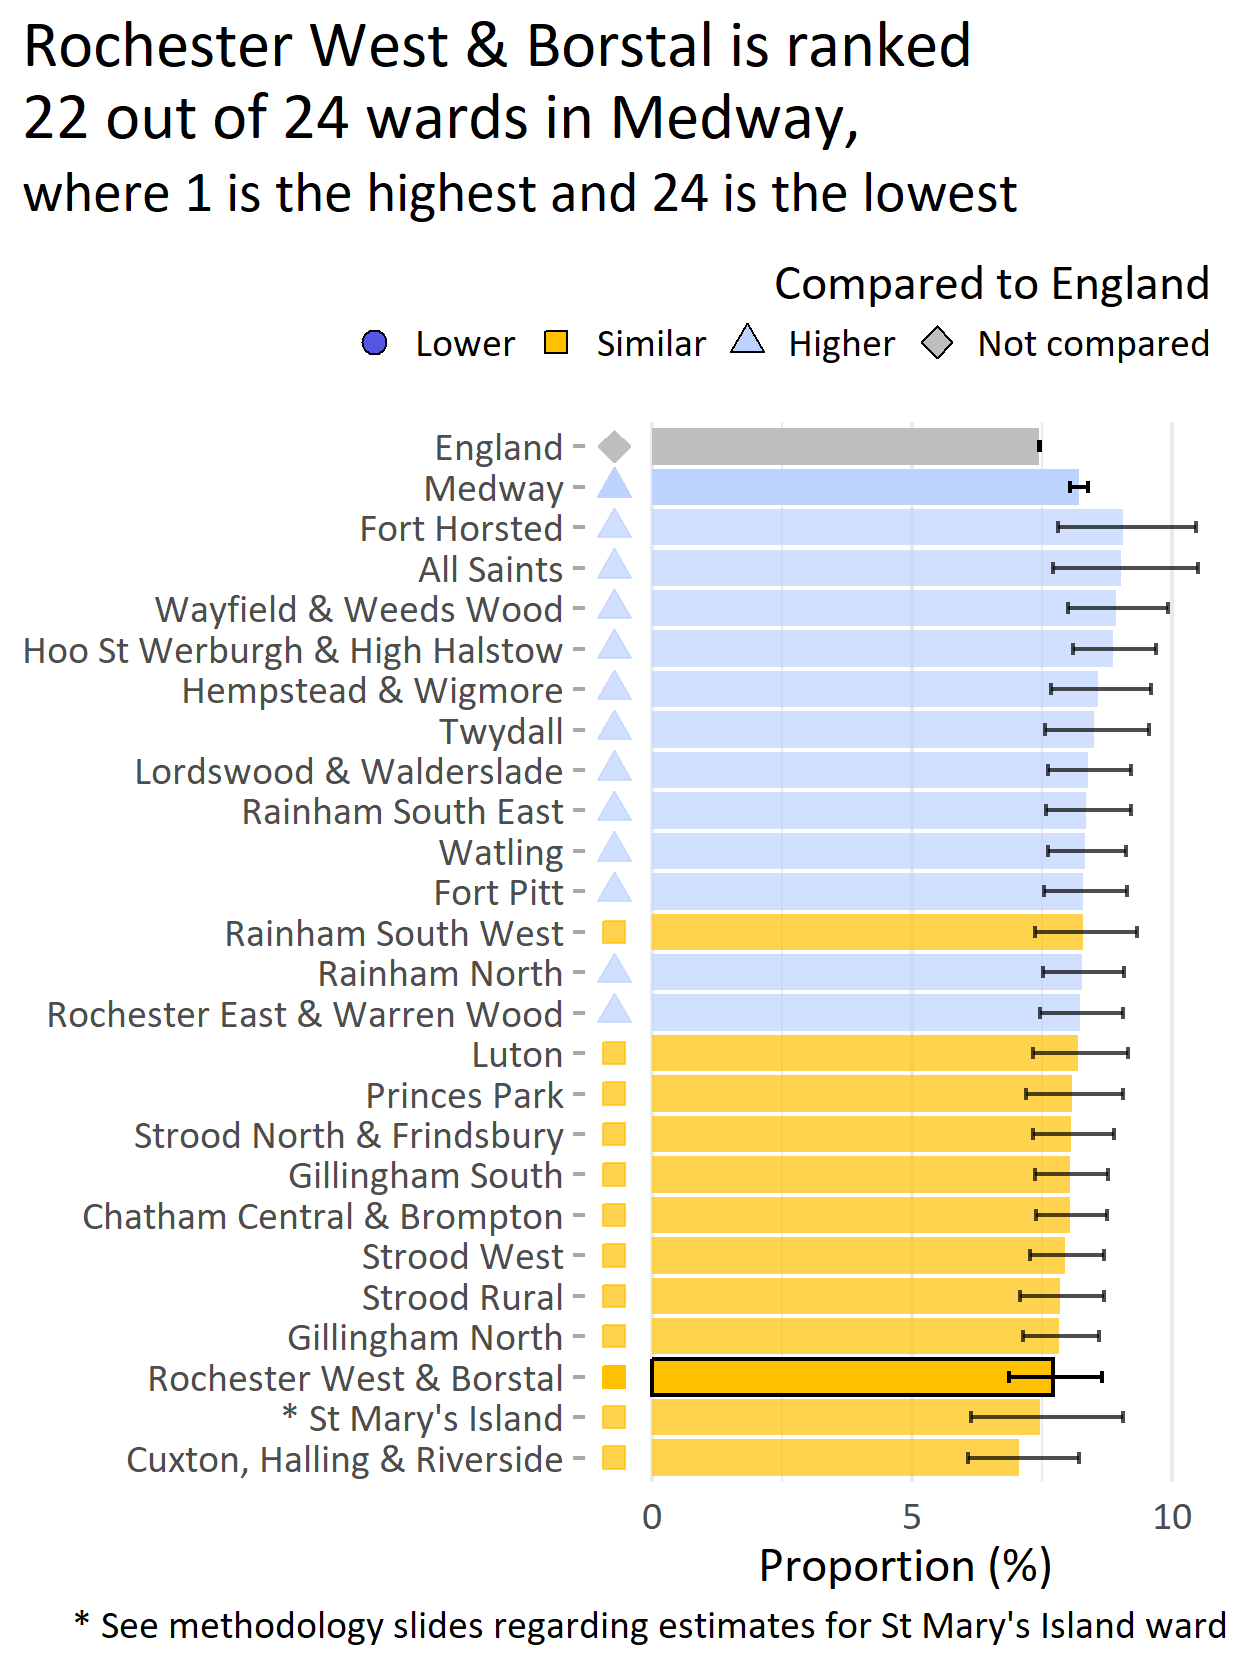 Rochester West & Borstal is ranked
22 out of 24 wards in Medway,
where 1 is the highest and 24 is the lowest
Compared to England
Lower Similar Higher Not compared
England
Medway
Fort Horsted
All Saints
Wayfield & Weeds Wood
Hoo St Werburgh & High Halstow
Hempstead & Wigmore
Twydall
Lordswood & Walderslade
Rainham South East
Watling
Fort Pitt
Rainham South West
Rainham North
Rochester East & Warren Wood
Luton
Princes Park
Strood North & Frindsbury
Gillingham South
Chatham Central & Brompton
Strood West
Strood Rural
Gillingham North
Rochester West & Borstal
* St Mary's Island
Cuxton, Halling & Riverside
0 5 10
Proportion (%)
* See methodology slides regarding estimates for St Mary's Island ward